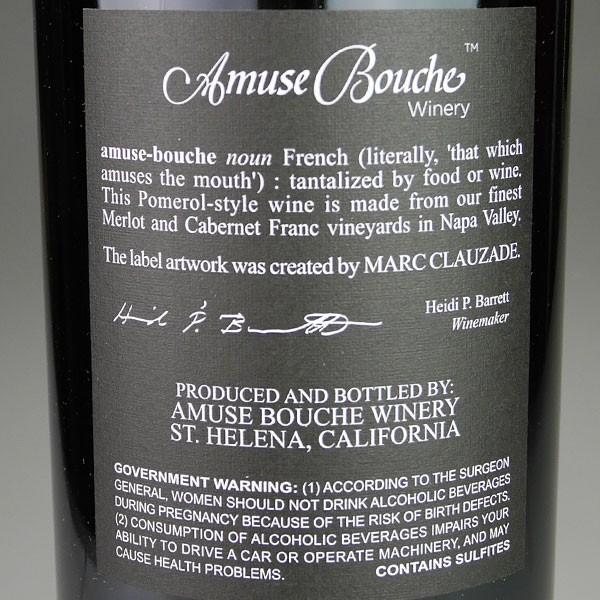 Amuse Bouche™
Winery
amuse-bouche noun French (literally, 'that which
amuses the mouth') : tantalized by food or wine.
This Pomerol-style wine is made from our finest
Merlot and Cabernet Franc vineyards in Napa Valley.
The label artwork was created by MARC CLAUZADE.
Heidi P. Barrett
Heidi P. Barrett
Winemaker
PRODUCED AND BOTTLED BY:
AMUSE BOUCHE WINERY
ST. HELENA, CALIFORNIA
GOVERNMENT WARNING: (1) ACCORDING TO THE SURGEON
GENERAL, WOMEN SHOULD NOT DRINK ALCOHOLIC BEVERAGES
DURING PREGNANCY BECAUSE OF THE RISK OF BIRTH DEFECTS.
(2) CONSUMPTION OF ALCOHOLIC BEVERAGES IMPAIRS YOUR
ABILITY TO DRIVE A CAR OR OPERATE MACHINERY, AND MAY
CAUSE HEALTH PROBLEMS. CONTAINS SULFITES